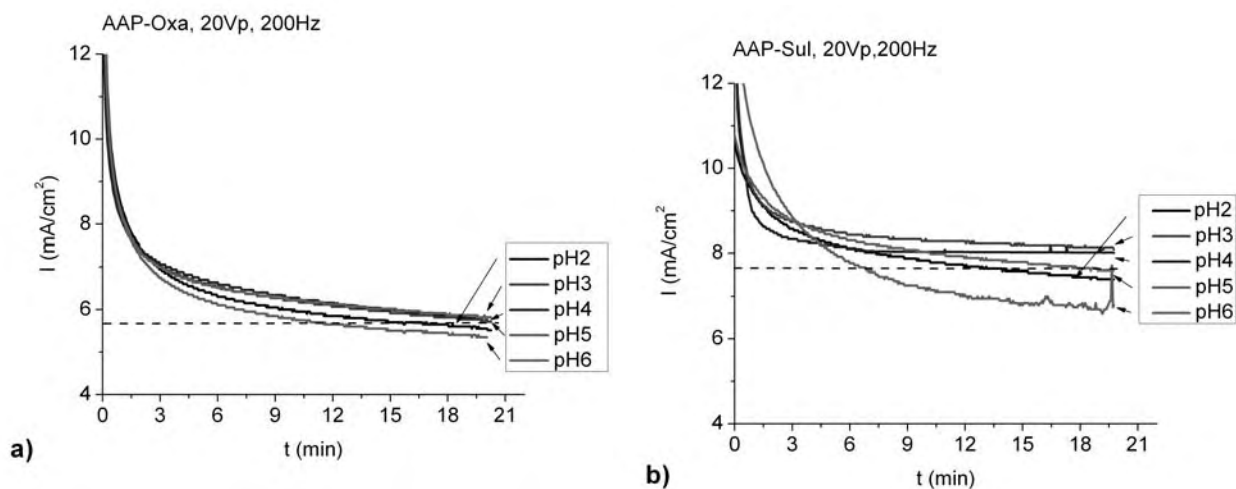 AAP-Oxa, 20Vp, 200Hz
12
10
8
6
4
I (mA/cm²)
0 3 6 9 12 15 18 21
t (min)
pH2
pH3
pH4
pH5
pH6
a)
AAP-Sul, 20Vp,200Hz
12
10
8
6
4
I (mA/cm²)
0 3 6 9 12 15 18 21
t (min)
pH2
pH3
pH4
pH5
pH6
b)